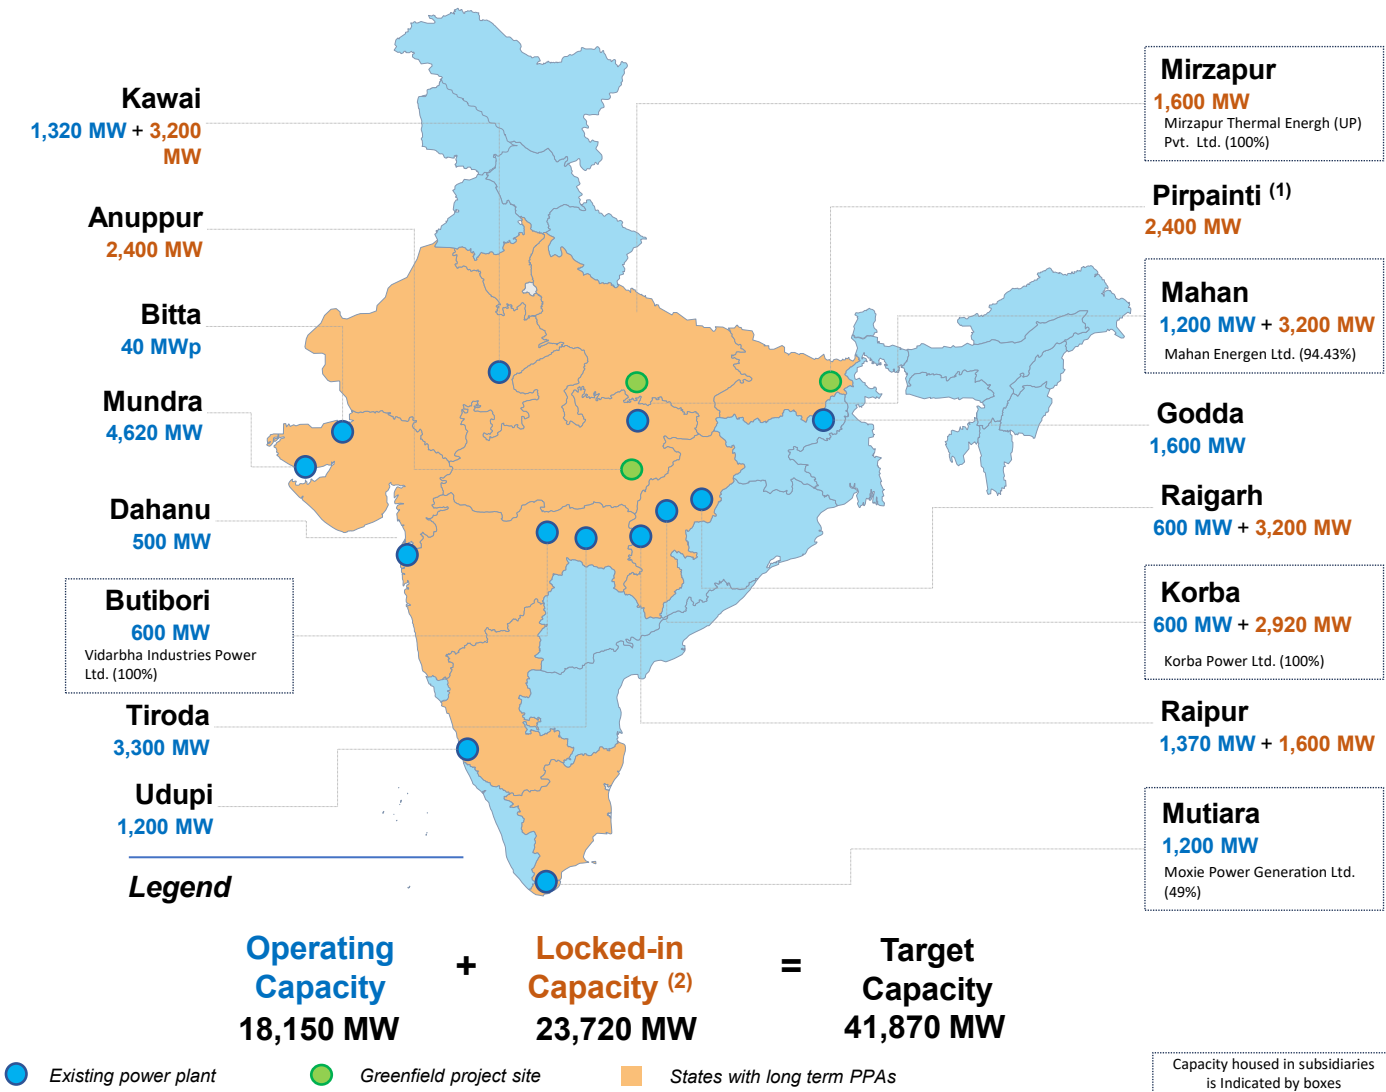 Kawai
1,320 MW + 3,200
MW
Anuppur
2,400 MW
Bitta
40 MWp
Mundra
4,620 MW
Dahanu
500 MW
Butibori
600 MW
Vidarbha Industries Power
Ltd. (100%)
Tiroda
3,300 MW
Udupi
1,200 MW
Mirzapur
1,600 MW
Mirzapur Thermal Energh (UP)
Pvt. Ltd. (100%)
Pirpainti (1)
2,400 MW
Mahan
1,200 MW + 3,200 MW
Mahan Energen Ltd. (94.43%)
Godda
1,600 MW
Raigarh
600 MW + 3,200 MW
Korba
600 MW + 2,920 MW
Korba Power Ltd. (100%)
Raipur
1,370 MW + 1,600 MW
Mutiara
1,200 MW
Moxie Power Generation Ltd.
(49%)
Legend
Operating
Capacity
18,150 MW
+
Locked-in
Capacity (2)
23,720 MW
=
Target
Capacity
41,870 MW
Existing power plant
Greenfield project site
States with long term PPAs
Capacity housed in subsidiaries
is Indicated by boxes